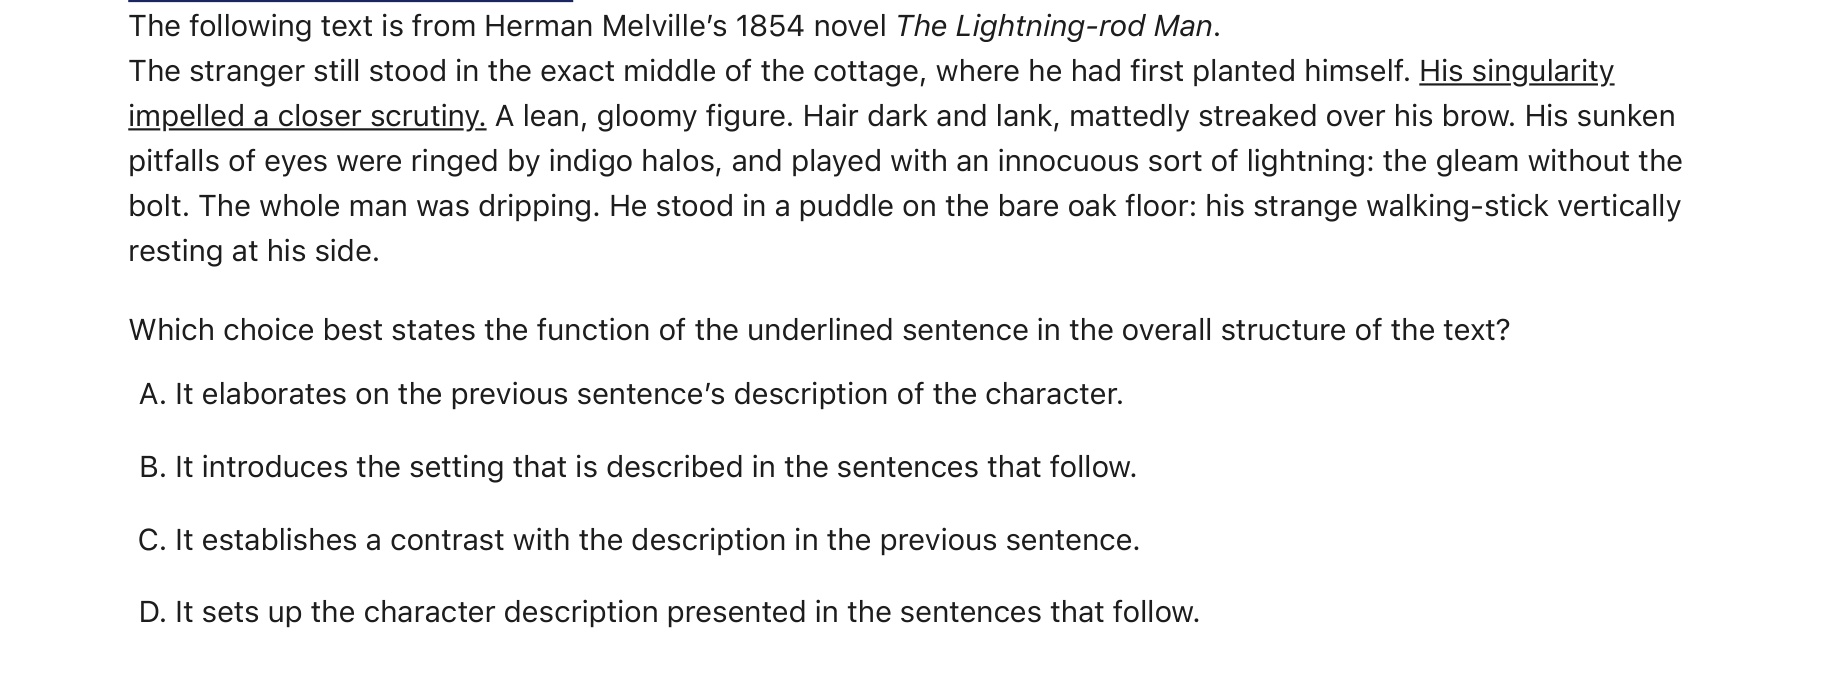 The following text is from Herman Melville’s 1854 novel The Lightning-rod Man.
The stranger still stood in the exact middle of the cottage, where he had first planted himself. His singularity
impelled a closer scrutiny. A lean, gloomy figure. Hair dark and lank, mattedly streaked over his brow. His sunken
pitfalls of eyes were ringed by indigo halos, and played with an innocuous sort of lightning: the gleam without the
bolt. The whole man was dripping. He stood in a puddle on the bare oak floor: his strange walking-stick vertically
resting at his side.
Which choice best states the function of the underlined sentence in the overall structure of the text?
A. It elaborates on the previous sentence’s description of the character.
B. It introduces the setting that is described in the sentences that follow.
C. It establishes a contrast with the description in the previous sentence.
D. It sets up the character description presented in the sentences that follow.